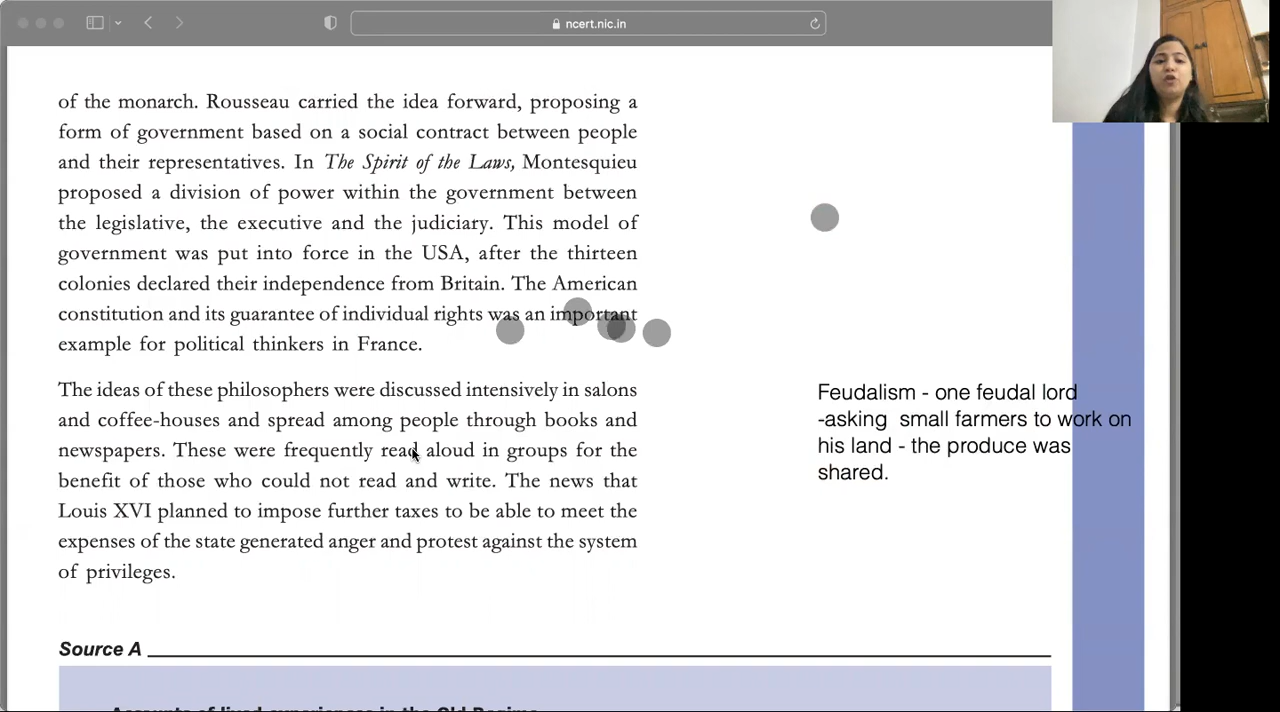 ncert.nic.in
of the monarch. Rousseau carried the idea forward, proposing a
form of government based on a social contract between people
and their representatives. In The Spirit of the Laws, Montesquieu
proposed a division of power within the government between
the legislative, the executive and the judiciary. This model of
government was put into force in the USA, after the thirteen
colonies declared their independence from Britain. The American
constitution and its guarantee of individual rights was an important
example for political thinkers in France.
The ideas of these philosophers were discussed intensively in salons
and coffee-houses and spread among people through books and
newspapers. These were frequently read aloud in groups for the
benefit of those who could not read and write. The news that
Louis XVI planned to impose further taxes to be able to meet the
expenses of the state generated anger and protest against the system
of privileges.
Feudalism - one feudal lord
-asking  small farmers to work on
his land - the produce was
shared.
Source A
Accounts of lived experiences in the Old Regime